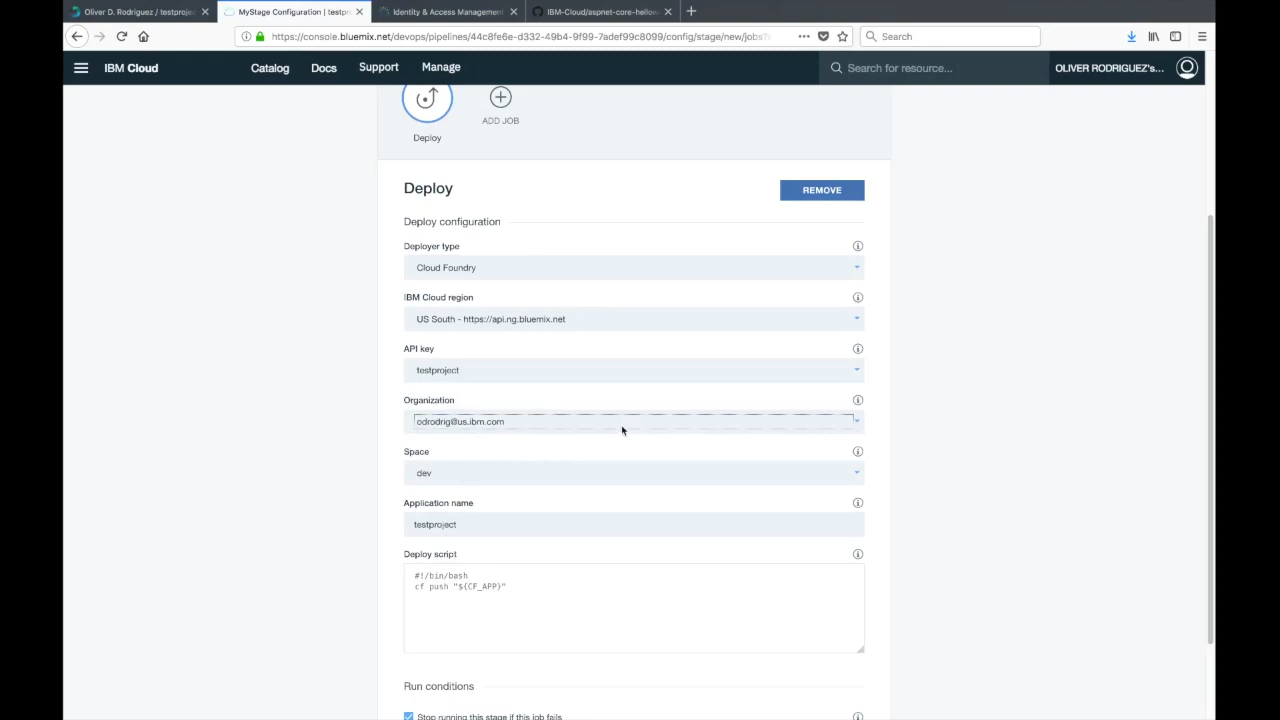 Oliver D. Rodriguez / testprojec
MyStage Configuration | testpr
Identity & Access Management
IBM-Cloud/aspnet-core-hellow
https://console.bluemix.net/devops/pipelines/44c8fe6e-d332-49b4-9f99-7adef99c8099/config/stage/new/jobs?
Search
IBM Cloud
Catalog
Docs
Support
Manage
Search for resource...
OLIVER RODRIGUEZ's...
ADD JOB
Deploy
Deploy
REMOVE
Deploy configuration
Deployer type
Cloud Foundry
IBM Cloud region
US South - https://api.ng.bluemix.net
API key
testproject
Organization
odrodrig@us.ibm.com
Space
dev
Application name
testproject
Deploy script
#!/bin/bash
cf push "${CF_APP}"
Run conditions
Stop running this stage if this job fails